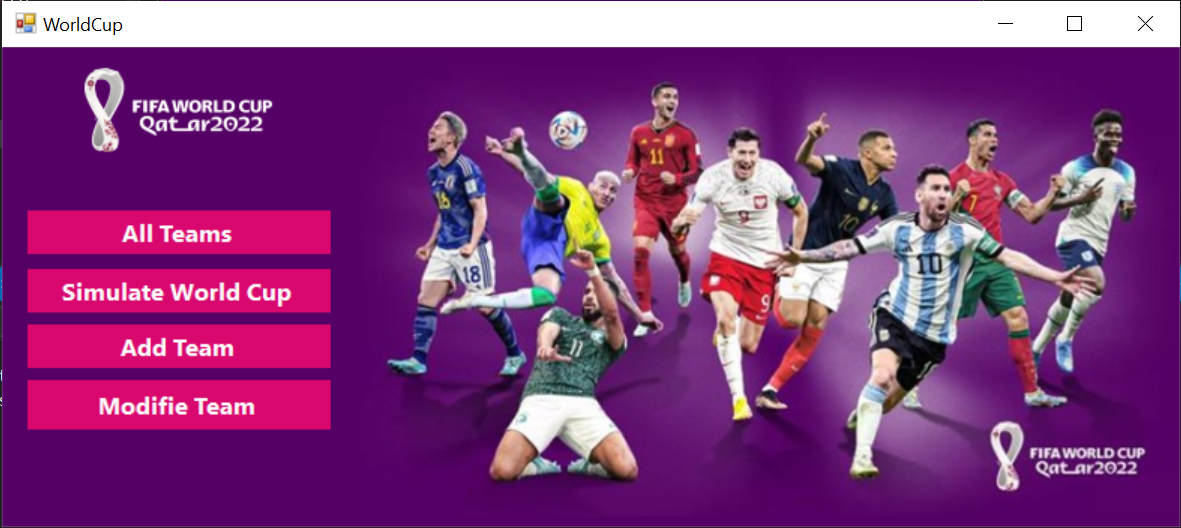 WorldCup
FIFA WORLD CUP
Qatar2022
All Teams
Simulate World Cup
Add Team
Modifie Team
18
11
11
9
9
10
10
7
FIFA WORLD CUP
Qatar2022